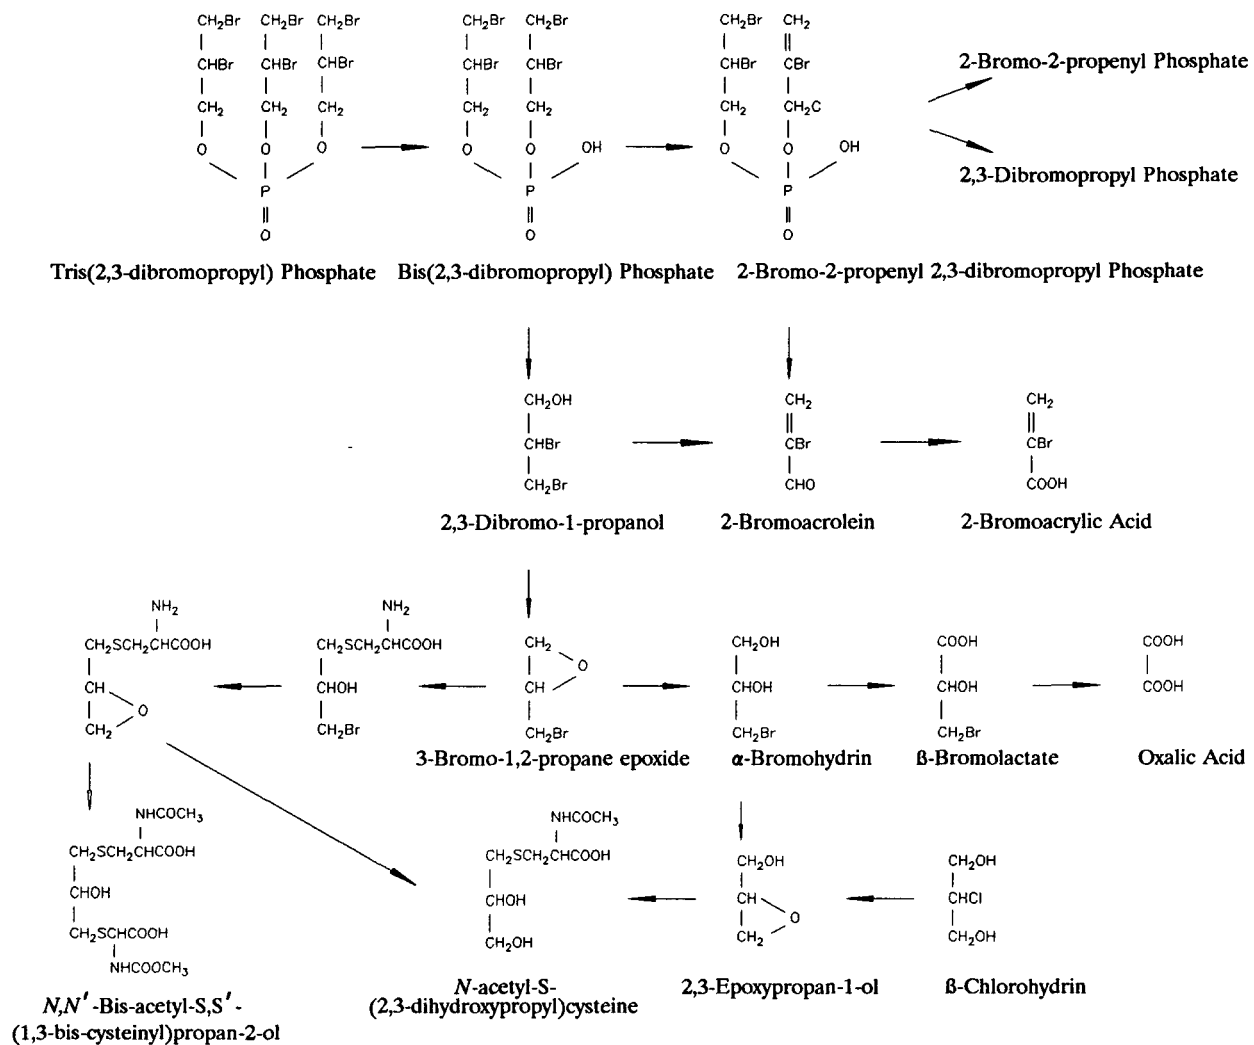 CH2Br CH2Br CH2Br CH2Br CH2Br CH2Br CH2
CHBr CHBr CHBr CHBr CHBr CHBr CBr
2-Bromo-2-propenyl Phosphate
CH2 CH2 CH2 CH2 CH2 CH2 CH2C
O O O O O OH O O OH
2,3-Dibromopropyl Phosphate
P P P
O O O
Tris(2,3-dibromopropyl) Phosphate Bis(2,3-dibromopropyl) Phosphate 2-Bromo-2-propenyl 2,3-dibromopropyl Phosphate
CH2OH CH2 CH2
CHBr CBr CBr
CH2Br CHO COOH
2,3-Dibromo-1-propanol 2-Bromoacrolein 2-Bromoacrylic Acid
NH2 NH2
CH2SCH2CHCOOH CH2SCH2CHCOOH CH2 CH2OH COOH COOH
O
CH CHOH CH CHOH CHOH COOH
O
CH2 CH2Br CH2Br CH2Br CH2Br
3-Bromo-1,2-propane epoxide α-Bromohydrin ß-Bromolactate Oxalic Acid
NHCOCH3 NHCOCH3
CH2SCH2CHCOOH CH2SCH2CHCOOH CH2OH CH2OH
CHOH CHOH CH CHCl
O
CH2SCHCOOH CH2OH CH2 CH2OH
NHCOOCH3
N-acetyl-S- 2,3-Epoxypropan-1-ol ß-Chlorohydrin
N,N′-Bis-acetyl-S,S′- (2,3-dihydroxypropyl)cysteine
(1,3-bis-cysteinyl)propan-2-ol